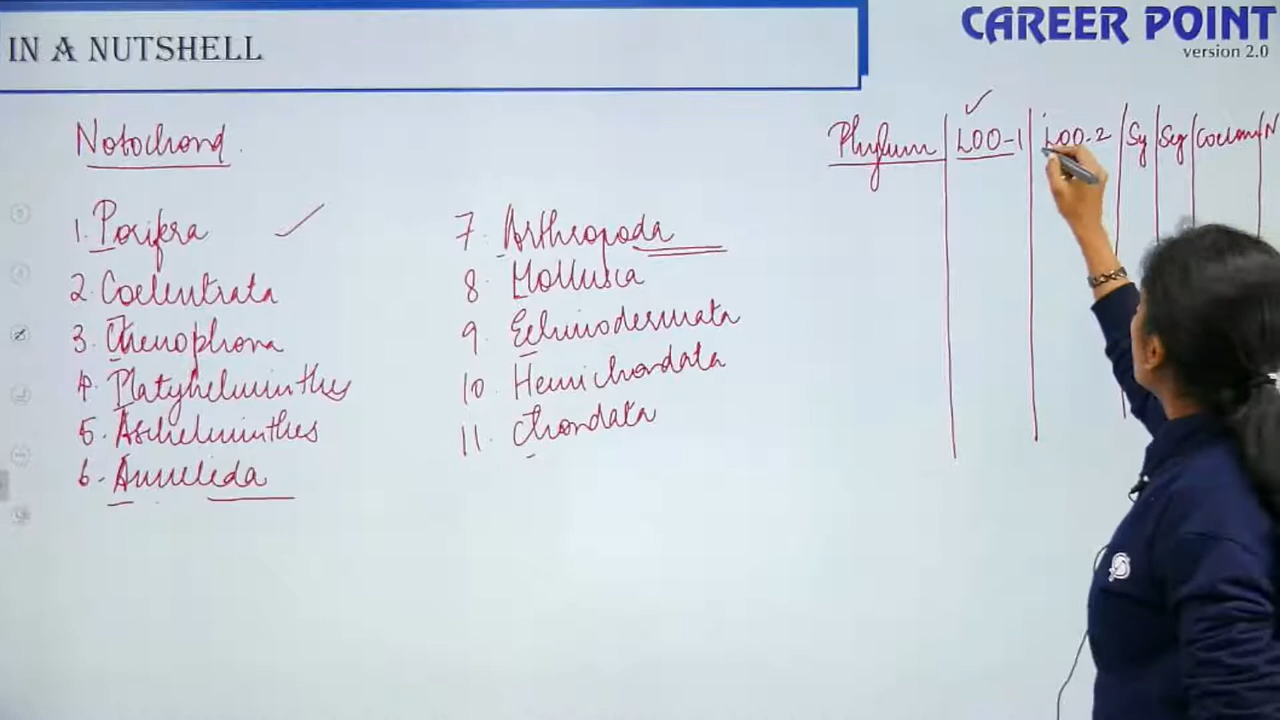 IN A NUTSHELL
CAREER POINT
version 2.0
Notochord.
Phylum LOO-1 LOO-2 Sy Seg Coelom N
1. Porifera
2. Coelentrata
3. Ctenophora
4. Platyhelminthes
5. Aschelminthes
6. Annelida
7. Arthropoda
8. Mollusca
9. Echinodermata
10. Hemichordata
11. Chordata